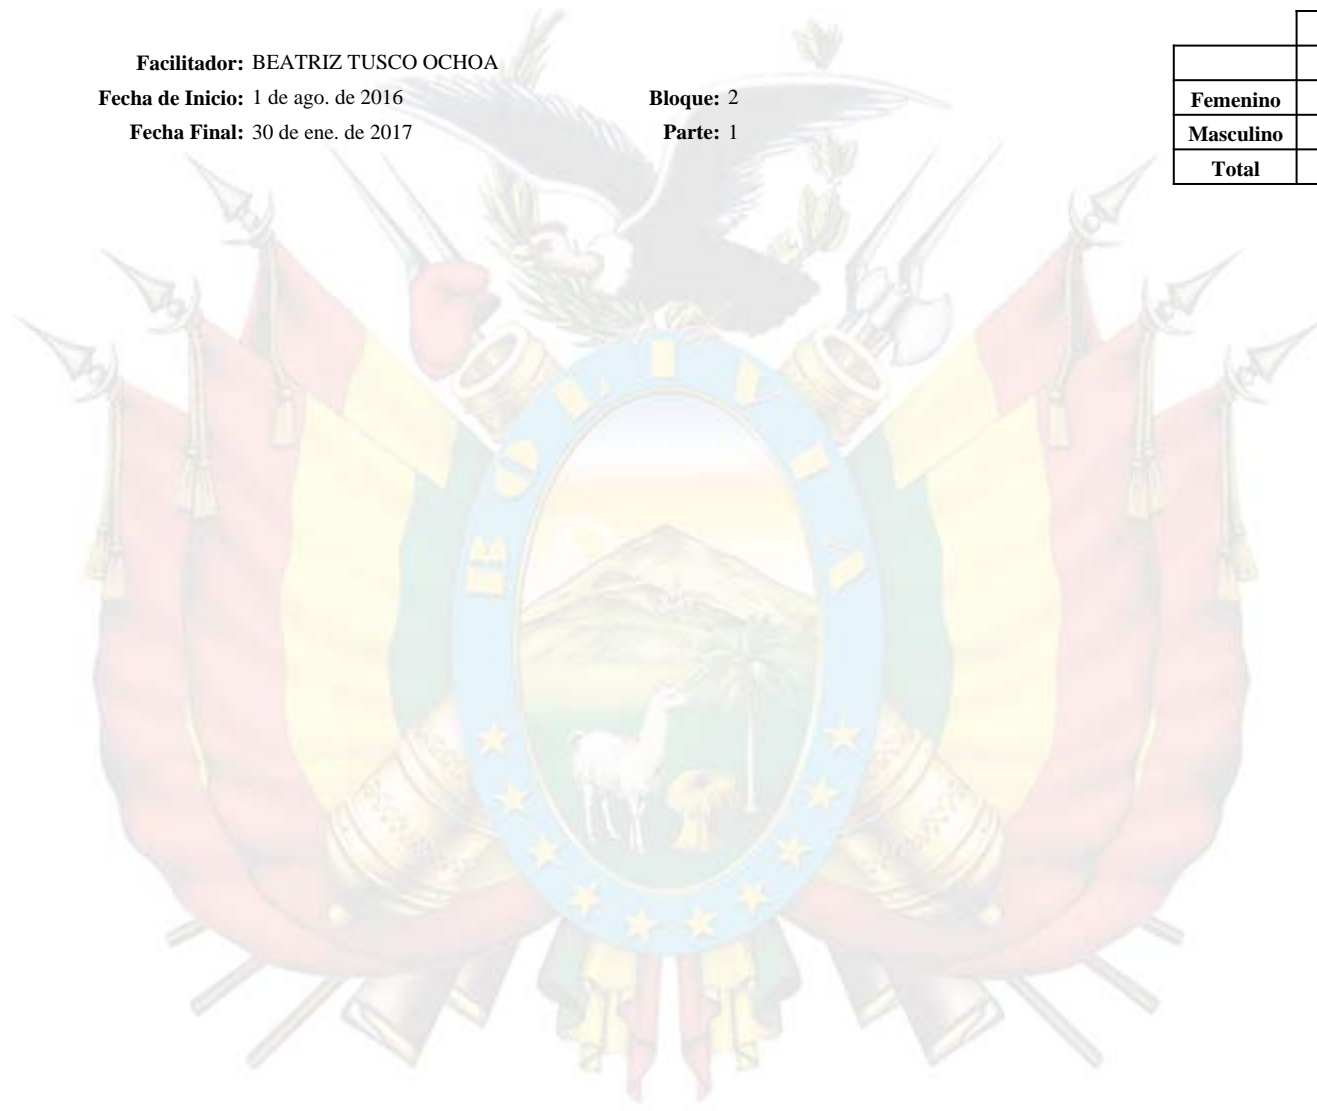 Facilitador: BEATRIZ TUSCO OCHOA
Fecha de Inicio: 1 de ago. de 2016 Bloque: 2
Fecha Final: 30 de ene. de 2017 Parte: 1
Femenino
Masculino
Total
BOLIVIA